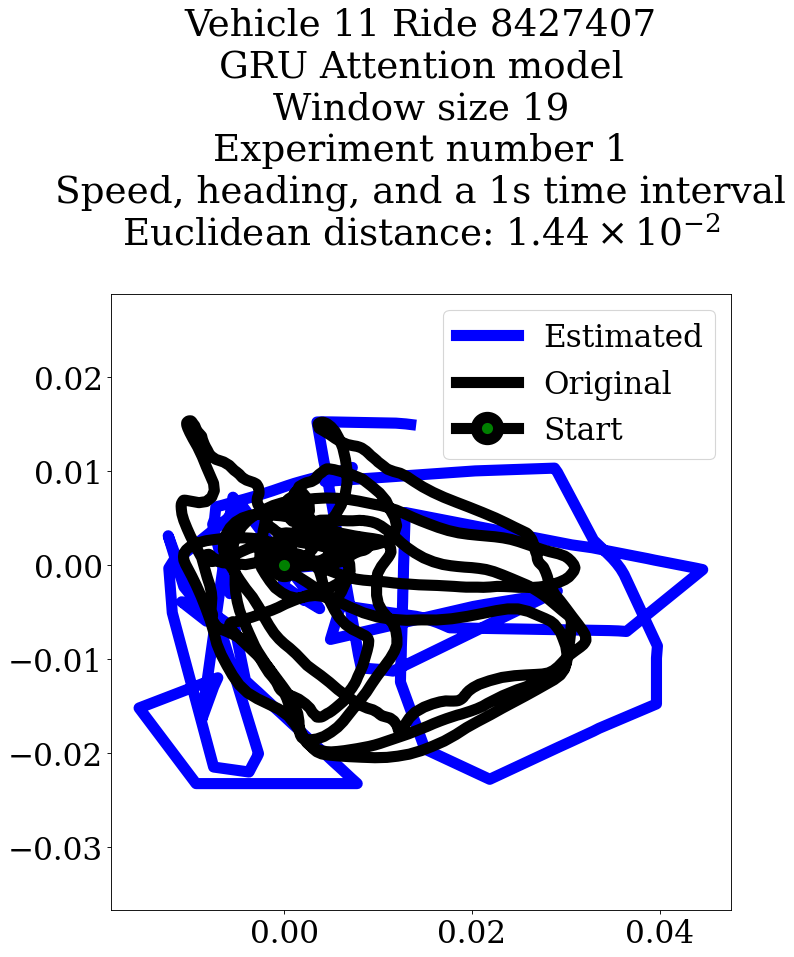 Vehicle 11 Ride 8427407
GRU Attention model
Window size 19
Experiment number 1
Speed, heading, and a 1s time interval
Euclidean distance: 1.44 × 10⁻²
Estimated
Original
Start
0.02
0.01
0.00
−0.01
−0.02
−0.03
0.00 0.02 0.04